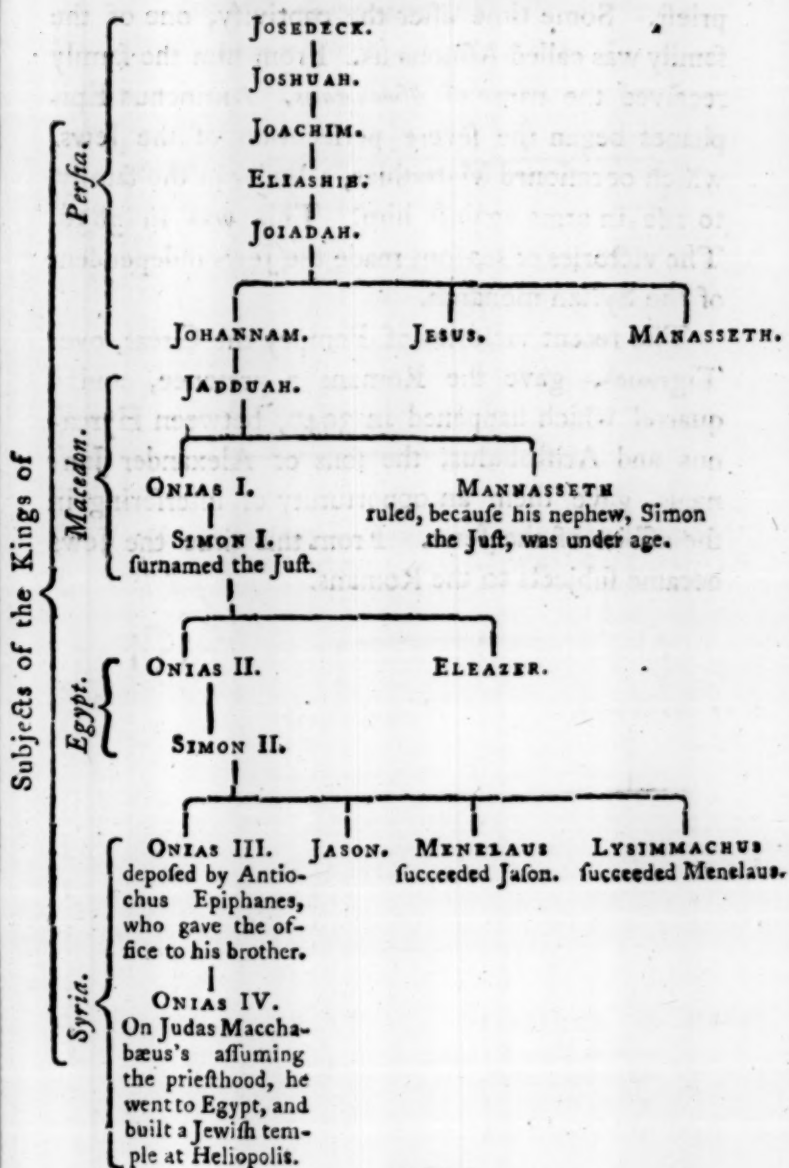 JOSEDECK.
JOSHUAH.
JOACHIM.
ELIASHIB.
JOIADAH.
Perſia.
JOHANNAM. JESUS. MANASSETH.
JADDUAH.
Subjects of the Kings of
Macedon.
ONIAS I. MANNASSETH
ruled, becauſe his nephew, Simon
the Juſt, was under age.
SIMON I.
ſurnamed the Juſt.
ONIAS II. ELEAZER.
Egypt.
SIMON II.
ONIAS III. JASON. MENELAUS LYSIMMACHUS
depoſed by Antio- ſucceeded Jaſon. ſucceeded Menelaus.
chus Epiphanes,
who gave the of-
fice to his brother.
Syria.
ONIAS IV.
On Judas Maccha-
bæus's aſſuming
the prieſthood, he
went to Egypt, and
built a Jewiſh tem-
ple at Heliopolis.